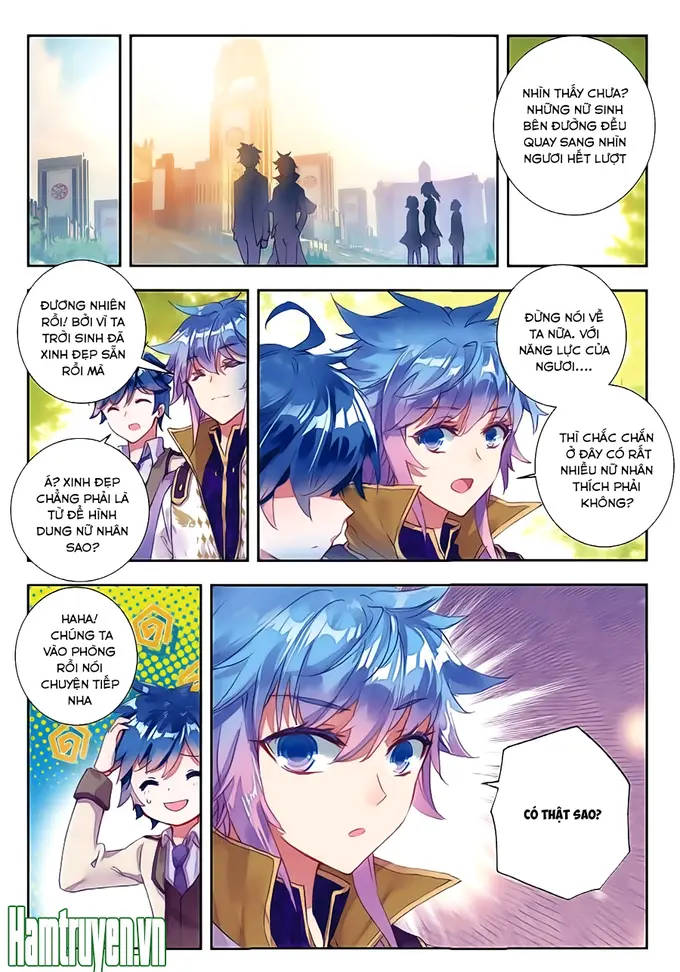 NHÌN THẤY CHƯA?
NHỮNG NỮ SINH
BÊN ĐƯỜNG ĐỀU
QUAY SANG NHÌN
NGƯƠI HẾT LƯỢT
ĐƯƠNG NHIÊN
RỒI! BỞI VÌ TA
TRỜI SINH ĐÃ
XINH ĐẸP SẴN
RỒI MÀ
Á? XINH ĐẸP
CHẲNG PHẢI LÀ
TỪ ĐỂ HÌNH
DUNG NỮ NHÂN
SAO?
ĐỪNG NÓI VỀ
TA NỮA. VỚI
NĂNG LỰC CỦA
NGƯƠI....
THÌ CHẮC CHẮN
Ở ĐÂY CÓ RẤT
NHIỀU NỮ NHÂN
THÍCH PHẢI
KHÔNG?
HAHA!
CHÚNG TA
VÀO PHÒNG
RỒI NÓI
CHUYỆN TIẾP
NHA
CÓ THẬT SAO?
Hamtruyen.vn